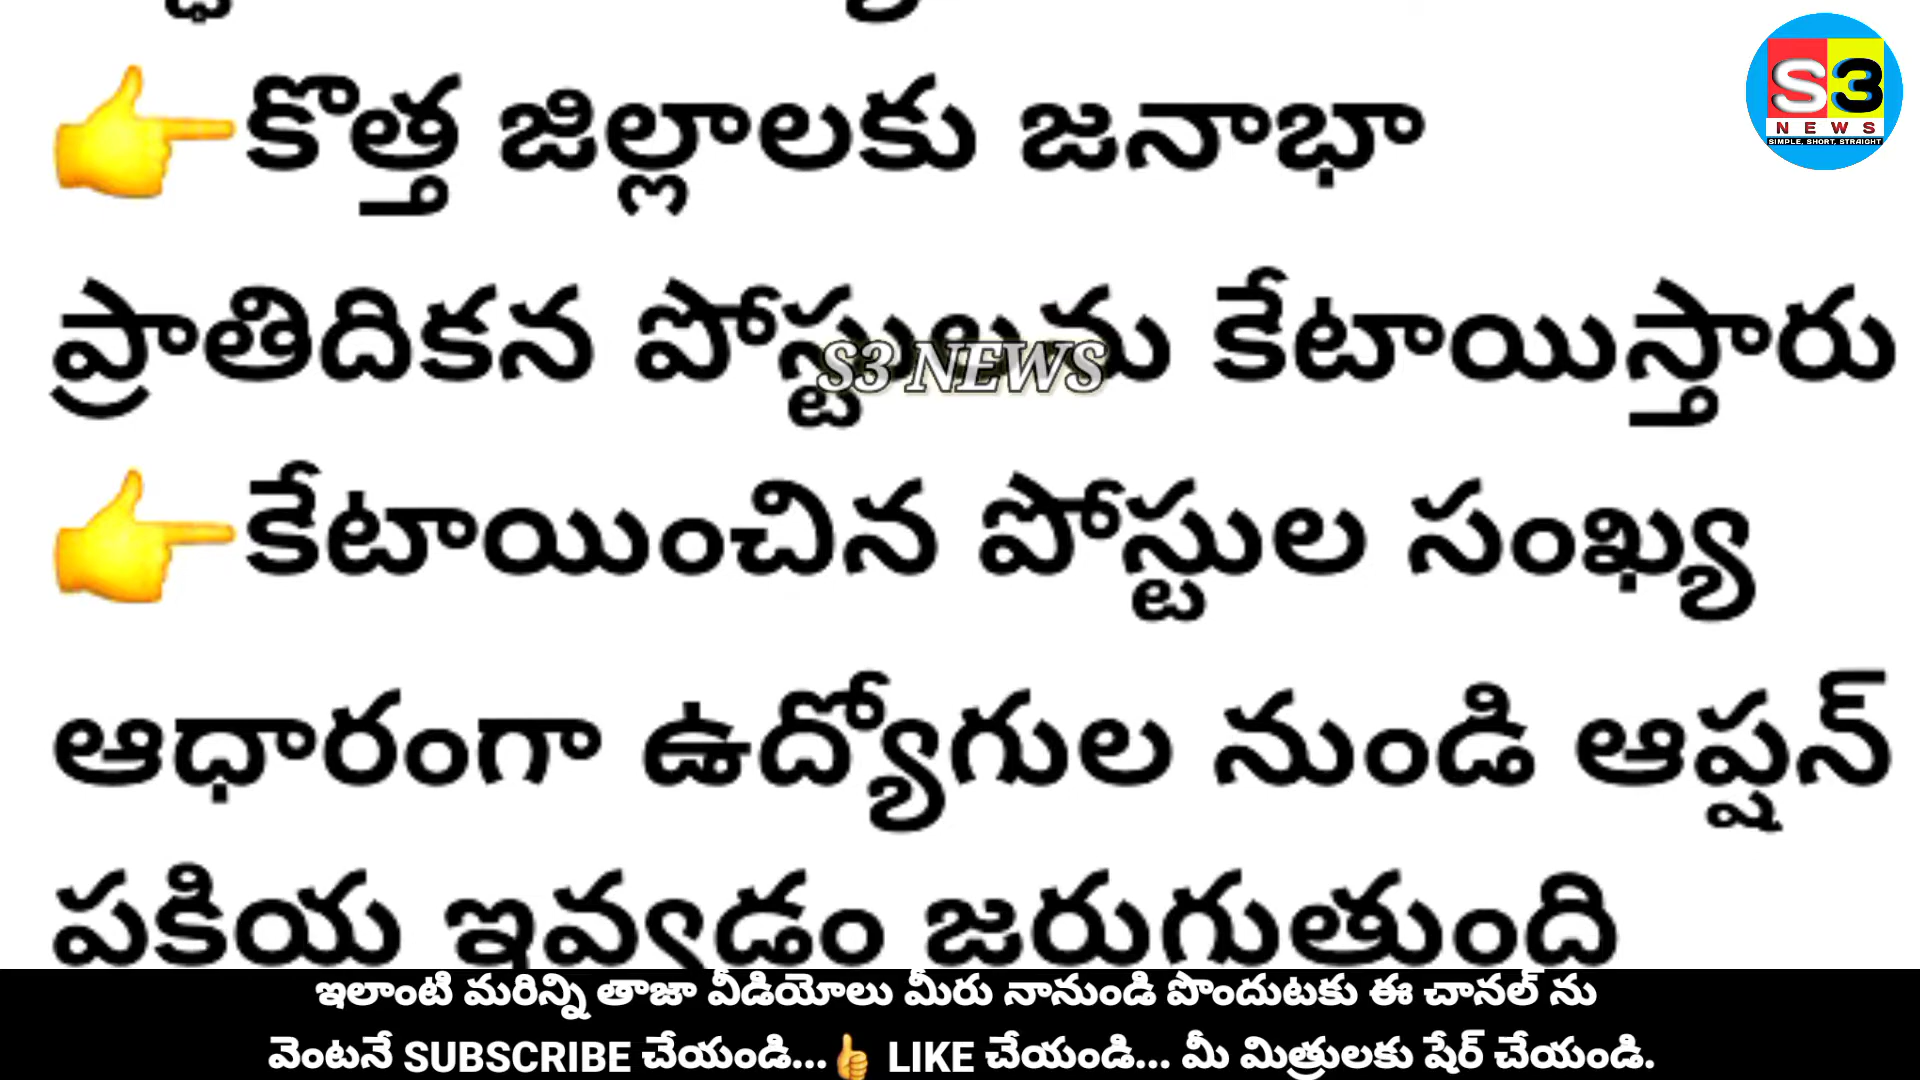 👉కొత్త జిల్లాలకు జనాభా
S3
NEWS
SIMPLE, SHORT, STRAIGHT
ప్రాతిదికన పోస్టులను కేటాయిస్తారు
S3 NEWS
👉కేటాయించిన పోస్టుల సంఖ్య
ఆధారంగా ఉద్యోగుల నుండి ఆప్షన్
పకియ ఇవ్వడం జరుగుతుంది
ఇలాంటి మరిన్ని తాజా వీడియోలు మీరు నానుండి పొందుటకు ఈ చానల్ ను
వెంటనే SUBSCRIBE చేయండి...👍 LIKE చేయండి... మీ మిత్రులకు షేర్ చేయండి.